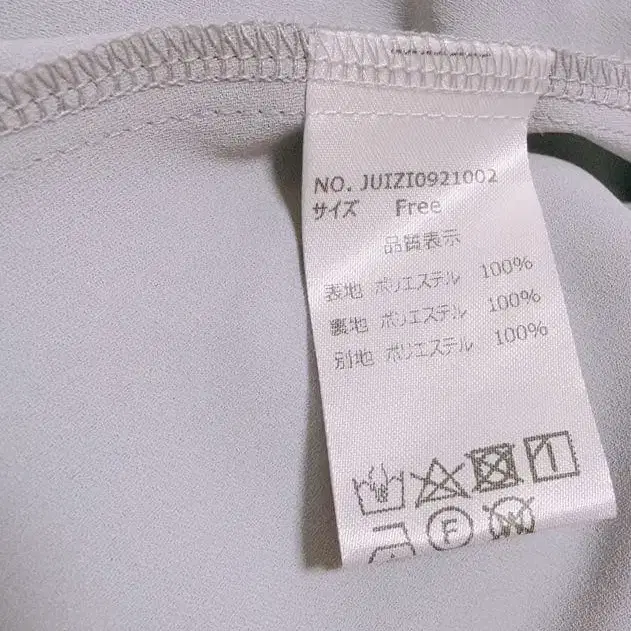 NO. JUIZI0921002
サイズ Free
品質表示
表地 ポリエステル 100%
裏地 ポリエステル 100%
別地 ポリエステル 100%
F
W